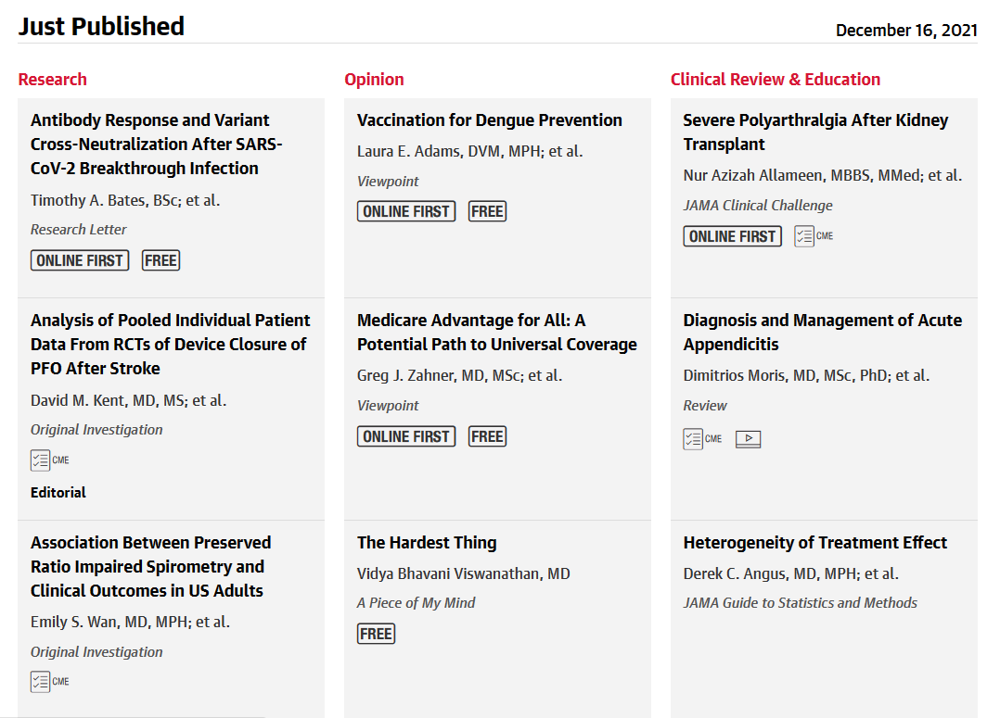 Just Published
December 16, 2021
Research
Antibody Response and Variant
Cross-Neutralization After SARS-
CoV-2 Breakthrough Infection
Timothy A. Bates, BSc; et al.
Research Letter
ONLINE FIRST FREE
Analysis of Pooled Individual Patient
Data From RCTs of Device Closure of
PFO After Stroke
David M. Kent, MD, MS; et al.
Original Investigation
CME
Editorial
Association Between Preserved
Ratio Impaired Spirometry and
Clinical Outcomes in US Adults
Emily S. Wan, MD, MPH; et al.
Original Investigation
CME
Opinion
Vaccination for Dengue Prevention
Laura E. Adams, DVM, MPH; et al.
Viewpoint
ONLINE FIRST FREE
Medicare Advantage for All: A
Potential Path to Universal Coverage
Greg J. Zahner, MD, MSc; et al.
Viewpoint
ONLINE FIRST FREE
The Hardest Thing
Vidya Bhavani Viswanathan, MD
A Piece of My Mind
FREE
Clinical Review & Education
Severe Polyarthralgia After Kidney
Transplant
Nur Azizah Allameen, MBBS, MMed; et al.
JAMA Clinical Challenge
ONLINE FIRST CME
Diagnosis and Management of Acute
Appendicitis
Dimitrios Moris, MD, MSc, PhD; et al.
Review
CME
Heterogeneity of Treatment Effect
Derek C. Angus, MD, MPH; et al.
JAMA Guide to Statistics and Methods